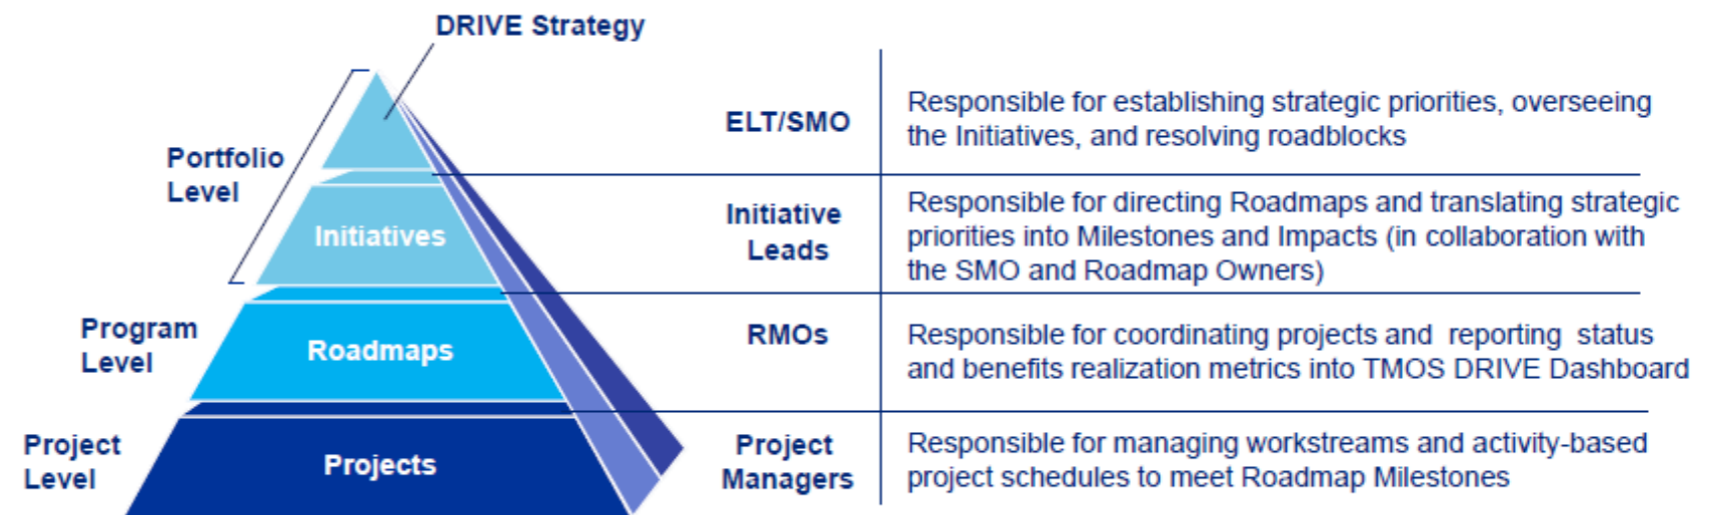 DRIVE Strategy
Portfolio
Level
ELT/SMO
Responsible for establishing strategic priorities, overseeing
the Initiatives, and resolving roadblocks
Initiatives
Initiative
Leads
Responsible for directing Roadmaps and translating strategic
priorities into Milestones and Impacts (in collaboration with
the SMO and Roadmap Owners)
Program
Level
Roadmaps
RMOs
Responsible for coordinating projects and reporting status
and benefits realization metrics into TMOS DRIVE Dashboard
Project
Level
Projects
Project
Managers
Responsible for managing workstreams and activity-based
project schedules to meet Roadmap Milestones